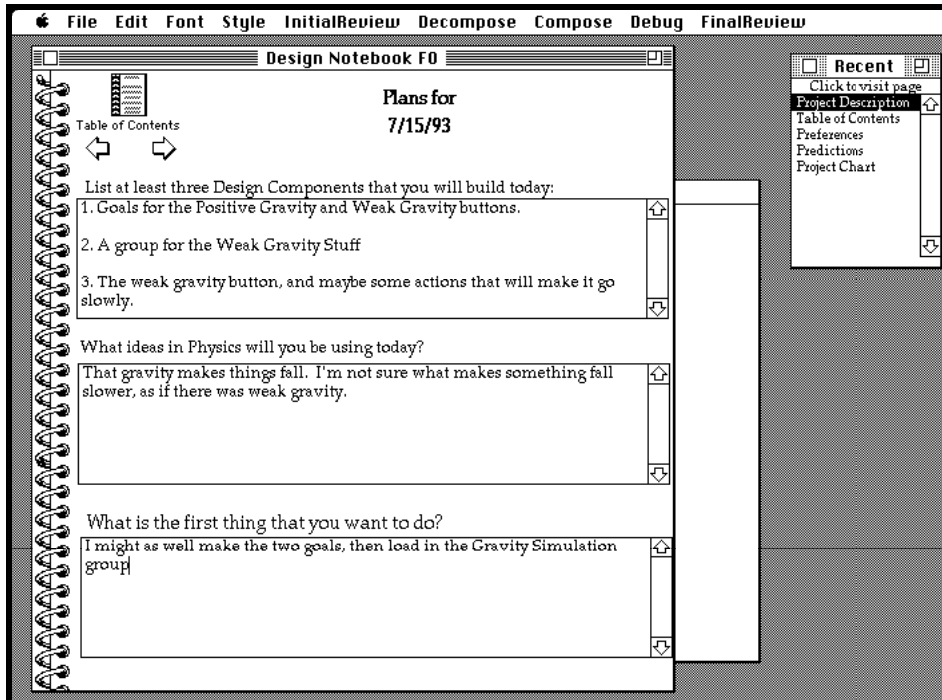 File Edit Font Style InitialReview Decompose Compose Debug FinalReview
Design Notebook F0
Table of Contents
Plans for
7/15/93
List at least three Design Components that you will build today:
1. Goals for the Positive Gravity and Weak Gravity buttons.
2. A group for the Weak Gravity Stuff
3. The weak gravity button, and maybe some actions that will make it go
slowly.
What ideas in Physics will you be using today?
That gravity makes things fall. I'm not sure what makes something fall
slower, as if there was weak gravity.
What is the first thing that you want to do?
I might as well make the two goals, then load in the Gravity Simulation
group
Recent
Click to visit page
Project Description
Table of Contents
Preferences
Predictions
Project Chart